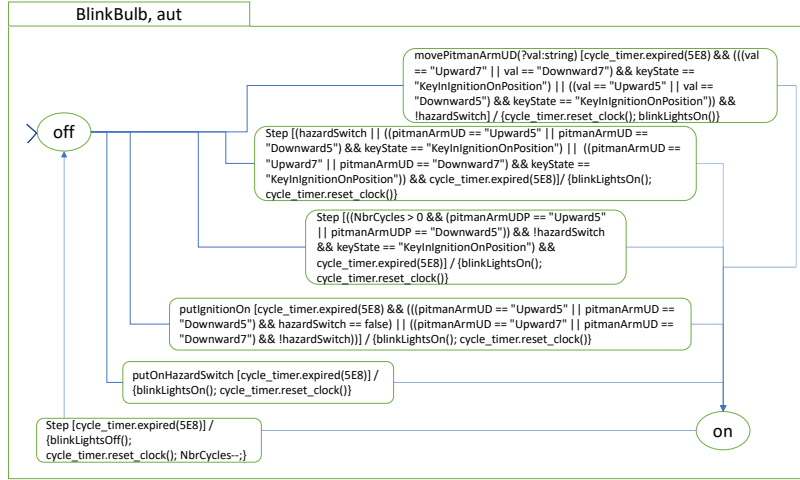 BlinkBulb, aut
movePitmanArmUD(?val:string) [cycle_timer.expired(5E8) && (((val
== "Upward7" || val == "Downward7") && keyState ==
"KeyInIgnitionOnPosition") || ((val == "Upward5" || val ==
"Downward5") && keyState == "KeyInIgnitionOnPosition")) &&
!hazardSwitch] / {cycle_timer.reset_clock(); blinkLightsOn()}
off
Step [(hazardSwitch || ((pitmanArmUD == "Upward5" || pitmanArmUD ==
"Downward5") && keyState == "KeyInIgnitionOnPosition") || ((pitmanArmUD ==
"Upward7" || pitmanArmUD == "Downward7") && keyState ==
"KeyInIgnitionOnPosition")) && cycle_timer.expired(5E8)]/ {blinkLightsOn();
cycle_timer.reset_clock()}
Step [((NbrCycles > 0 && (pitmanArmUDP == "Upward5"
|| pitmanArmUDP == "Downward5")) && !hazardSwitch
&& keyState == "KeyInIgnitionOnPosition") &&
cycle_timer.expired(5E8)] / {blinkLightsOn();
cycle_timer.reset_clock()}
putIgnitionOn [cycle_timer.expired(5E8) && (((pitmanArmUD == "Upward5" || pitmanArmUD ==
"Downward5") && hazardSwitch == false) || ((pitmanArmUD == "Upward7" || pitmanArmUD ==
"Downward7") && !hazardSwitch))] / {blinkLightsOn(); cycle_timer.reset_clock()}
putOnHazardSwitch [cycle_timer.expired(5E8)] /
{blinkLightsOn(); cycle_timer.reset_clock()}
Step [cycle_timer.expired(5E8)] /
{blinkLightsOff();
cycle_timer.reset_clock(); NbrCycles--;}
on